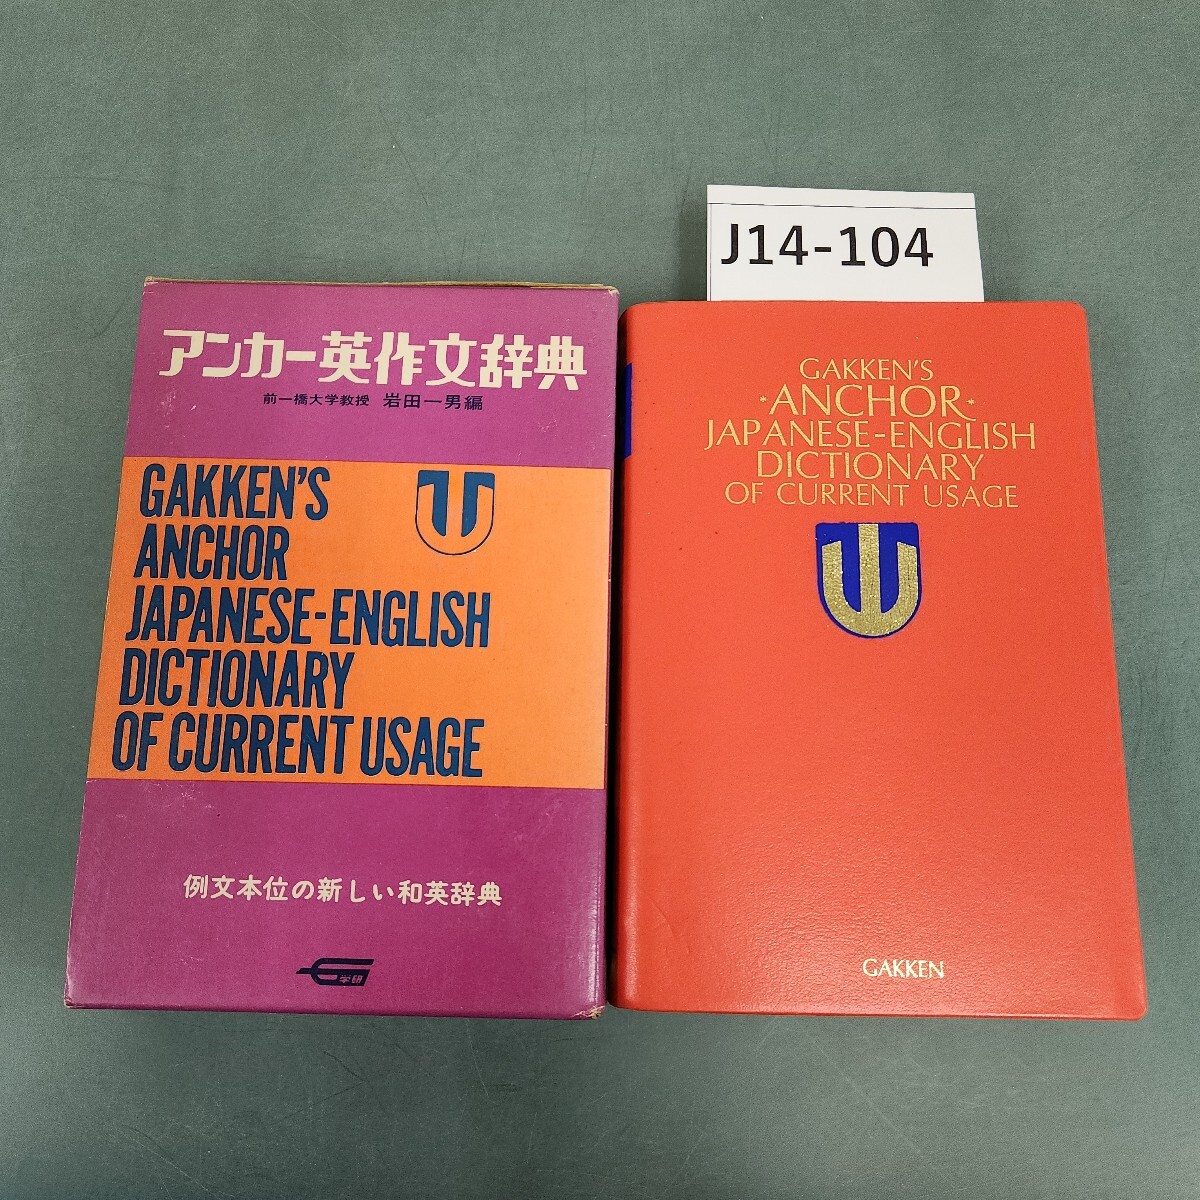 J14-104
アンカー英作文辞典
前一橋大学教授 岩田一男編
GAKKEN'S
ANCHOR
JAPANESE-ENGLISH
DICTIONARY
OF CURRENT USAGE
例文本位の新しい和英辞典
学研
GAKKEN'S
*ANCHOR*
JAPANESE-ENGLISH
DICTIONARY
OF CURRENT USAGE
GAKKEN